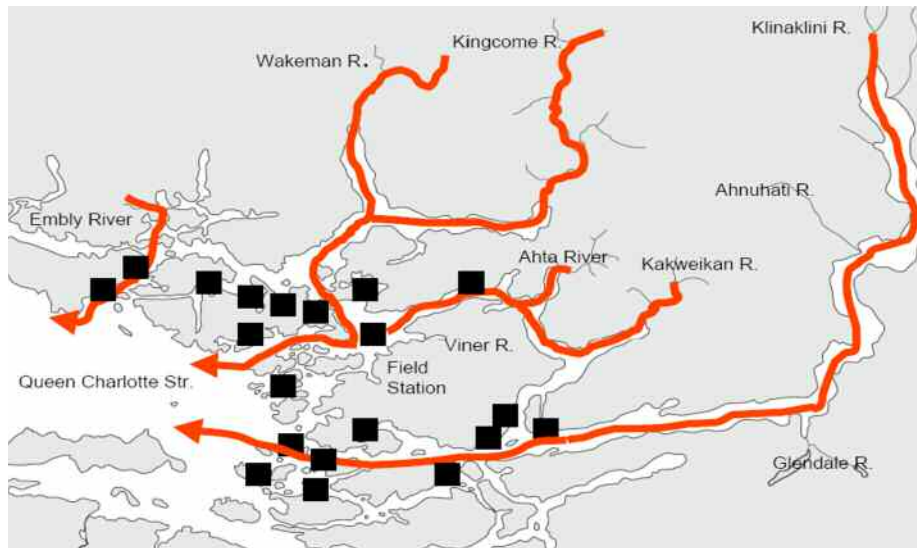 Klinaklini R.
Kingcome R.
Wakeman R.
Ahnuhati R.
Embly River
Ahta River
Kakweikan R.
Viner R.
Field
Station
Queen Charlotte Str.
Glendale R.